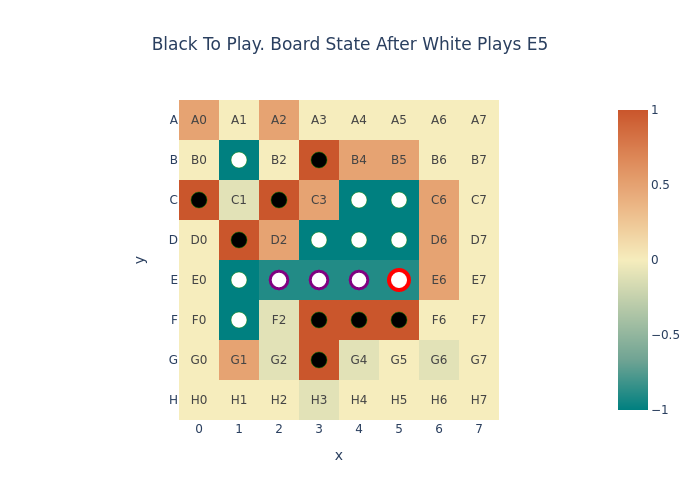 Black To Play. Board State After White Plays E5
A A0 A1 A2 A3 A4 A5 A6 A7
B B0 B2 B4 B5 B6 B7
C C1 C3 C6 C7
D D0 D2 D6 D7
E E0 E6 E7
F F0 F2 F6 F7
G G0 G1 G2 G4 G5 G6 G7
H H0 H1 H2 H3 H4 H5 H6 H7
0 1 2 3 4 5 6 7
x
y
1
0.5
0
−0.5
−1